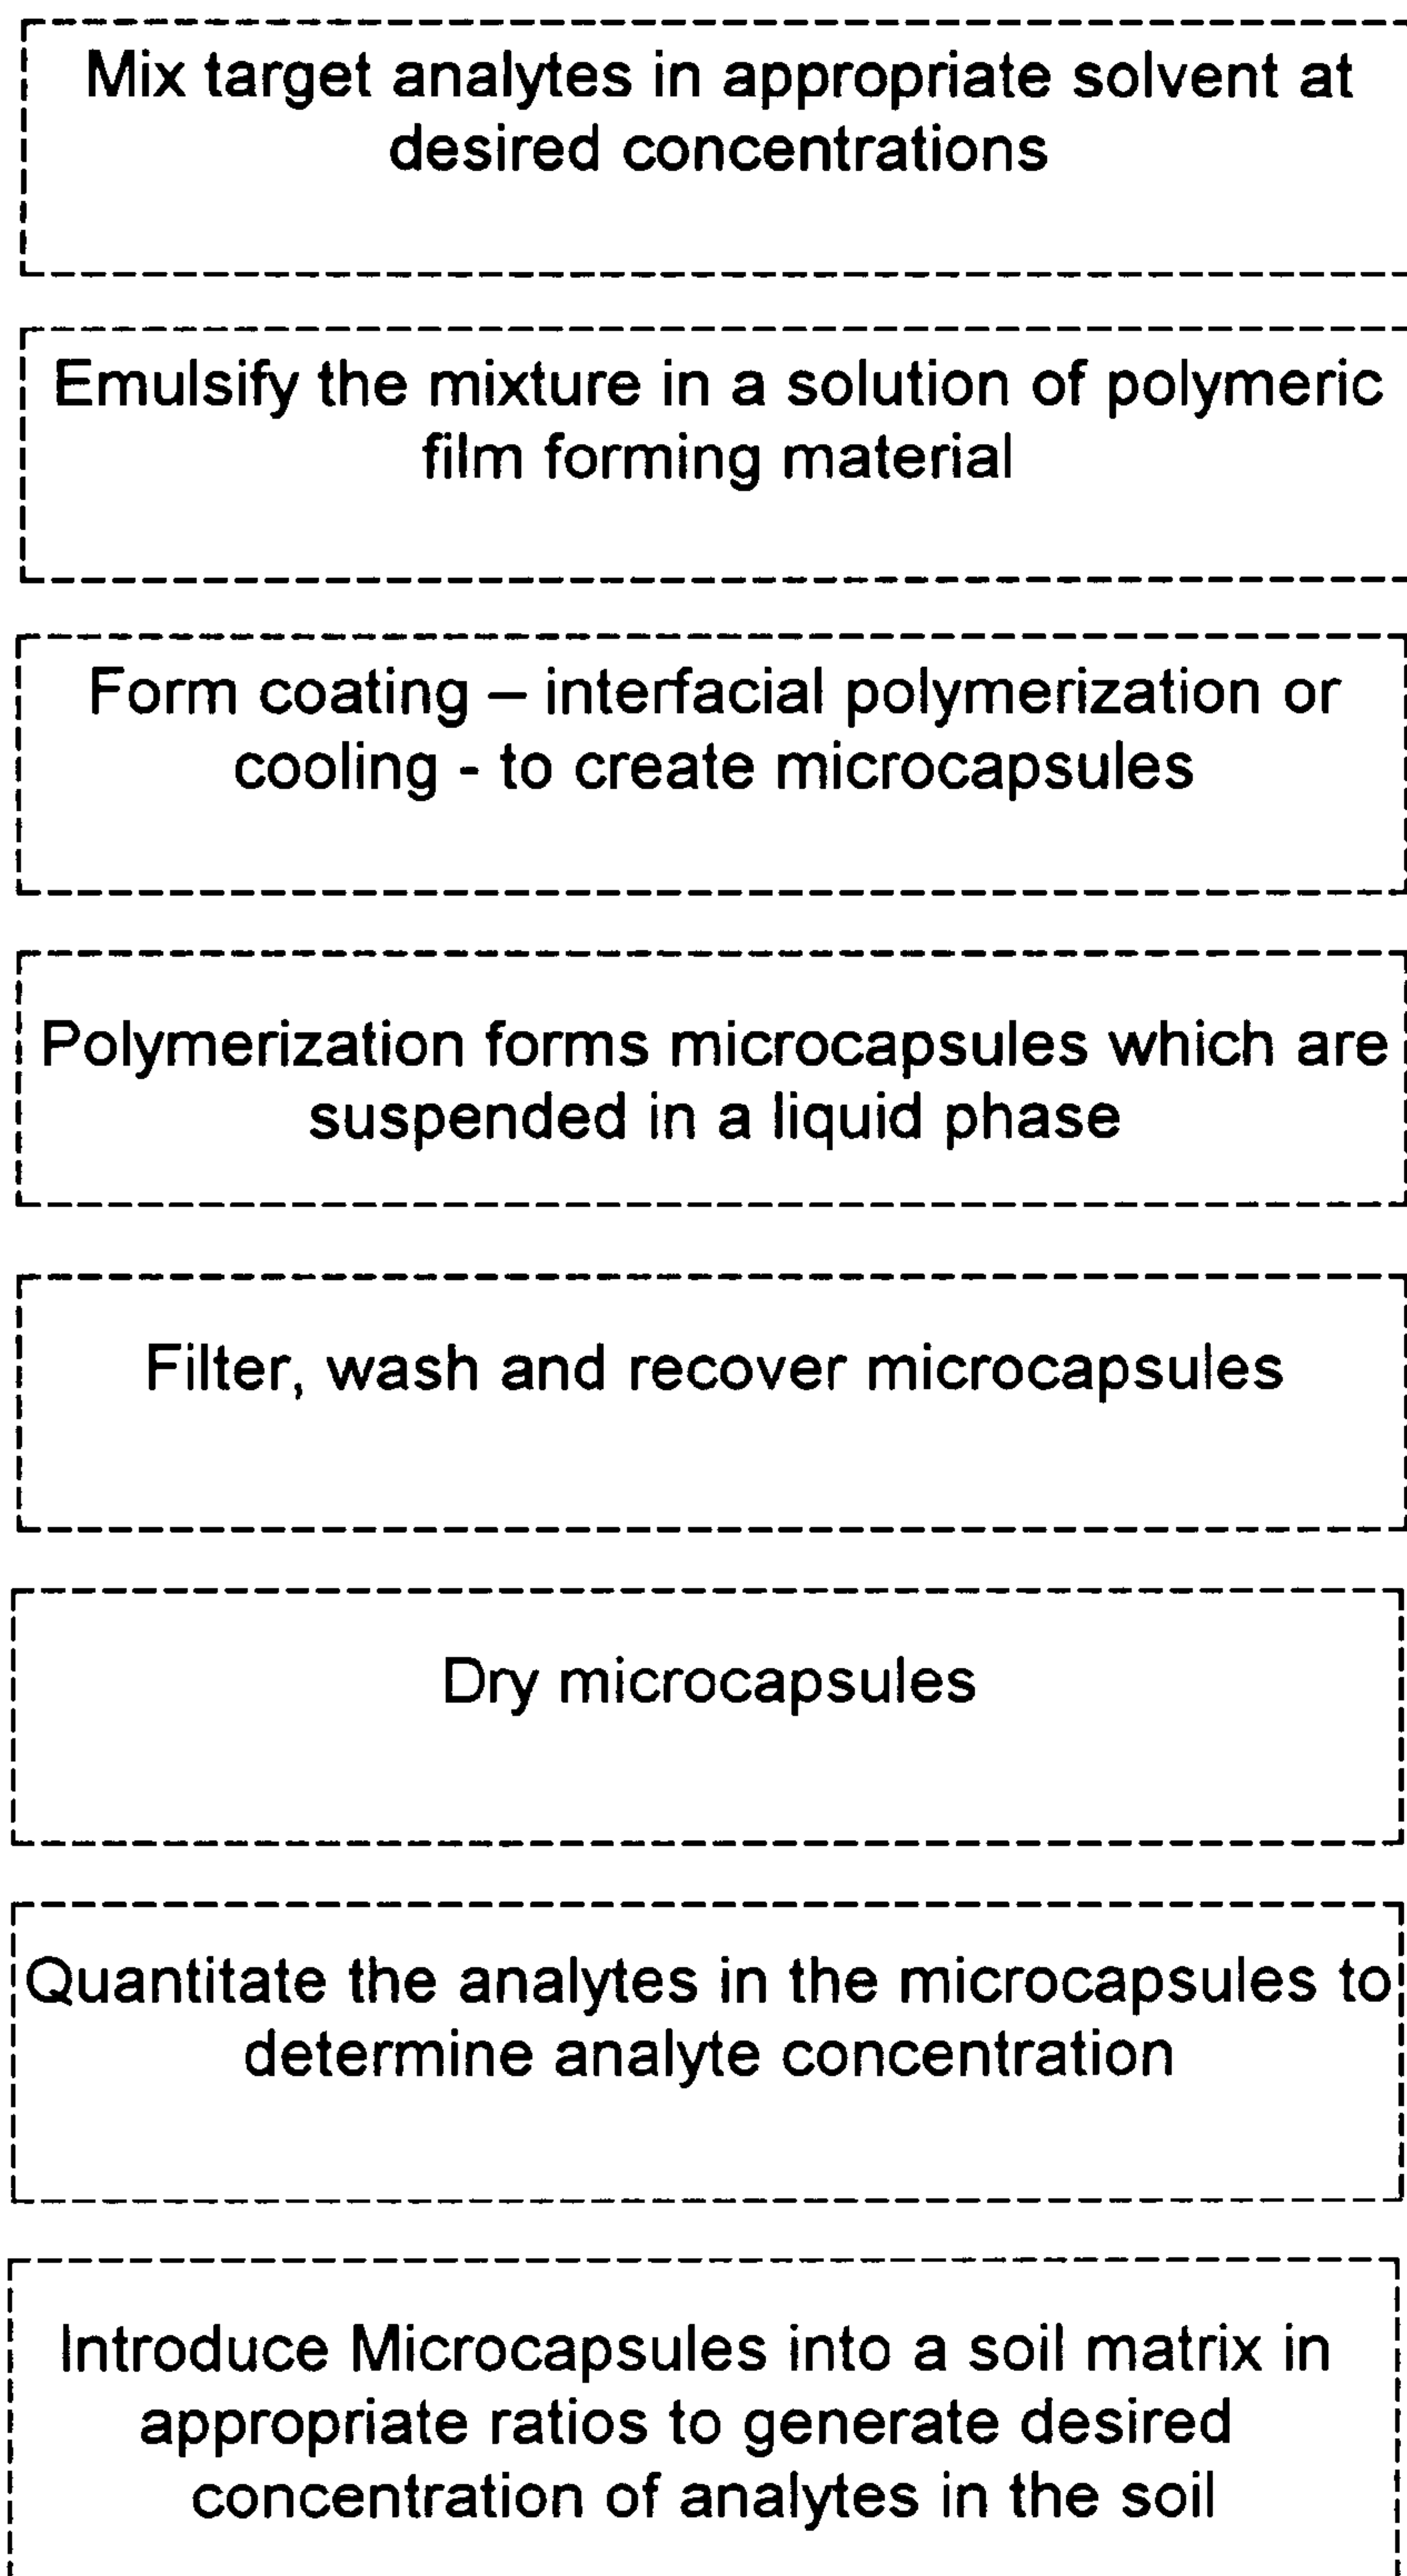 Mix target analytes in appropriate solvent at
desired concentrations
Emulsify the mixture in a solution of polymeric
film forming material
Form coating – interfacial polymerization or
cooling - to create microcapsules
Polymerization forms microcapsules which are
suspended in a liquid phase
Filter, wash and recover microcapsules
Dry microcapsules
Quantitate the analytes in the microcapsules to
determine analyte concentration
Introduce Microcapsules into a soil matrix in
appropriate ratios to generate desired
concentration of analytes in the soil